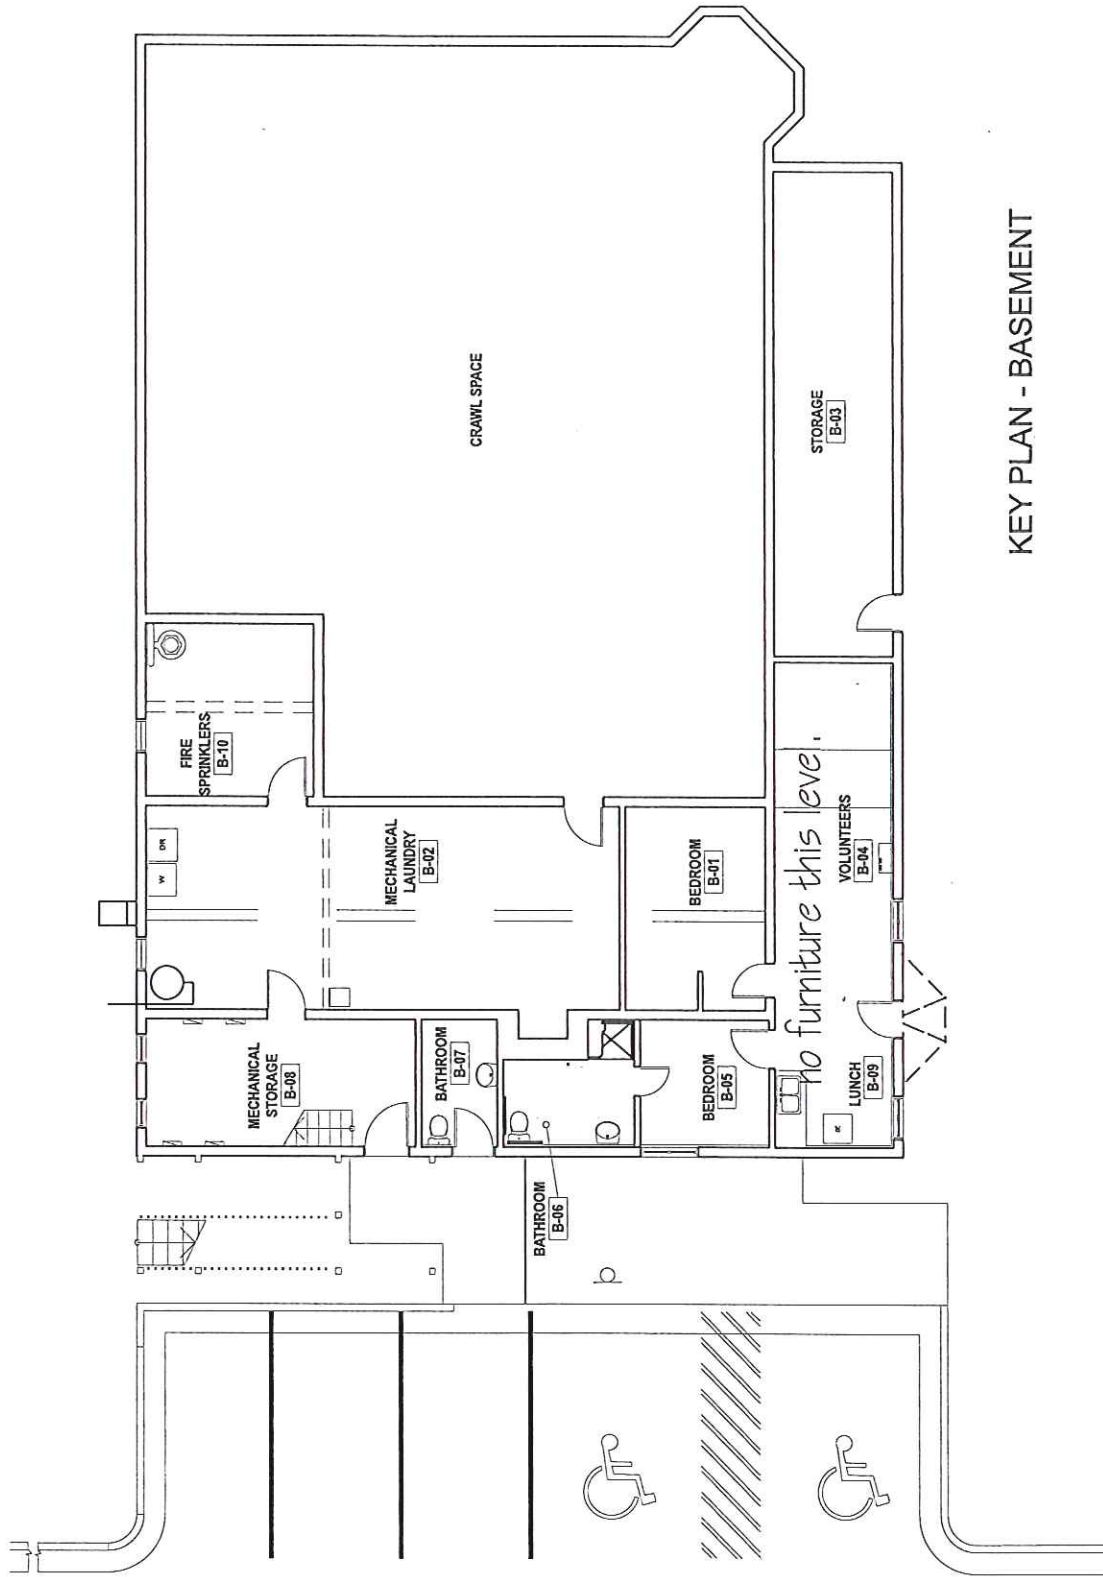 CRAWL SPACE
STORAGE
B-03
FIRE
SPRINKLERS
B-10
DR
W
MECHANICAL
LAUNDRY
B-02
BEDROOM
B-01
VOLUNTEERS
B-04
no furniture this level.
MECHANICAL
STORAGE
B-08
BATHROOM
B-07
BEDROOM
B-05
LUNCH
B-09
BATHROOM
B-06
KEY PLAN - BASEMENT